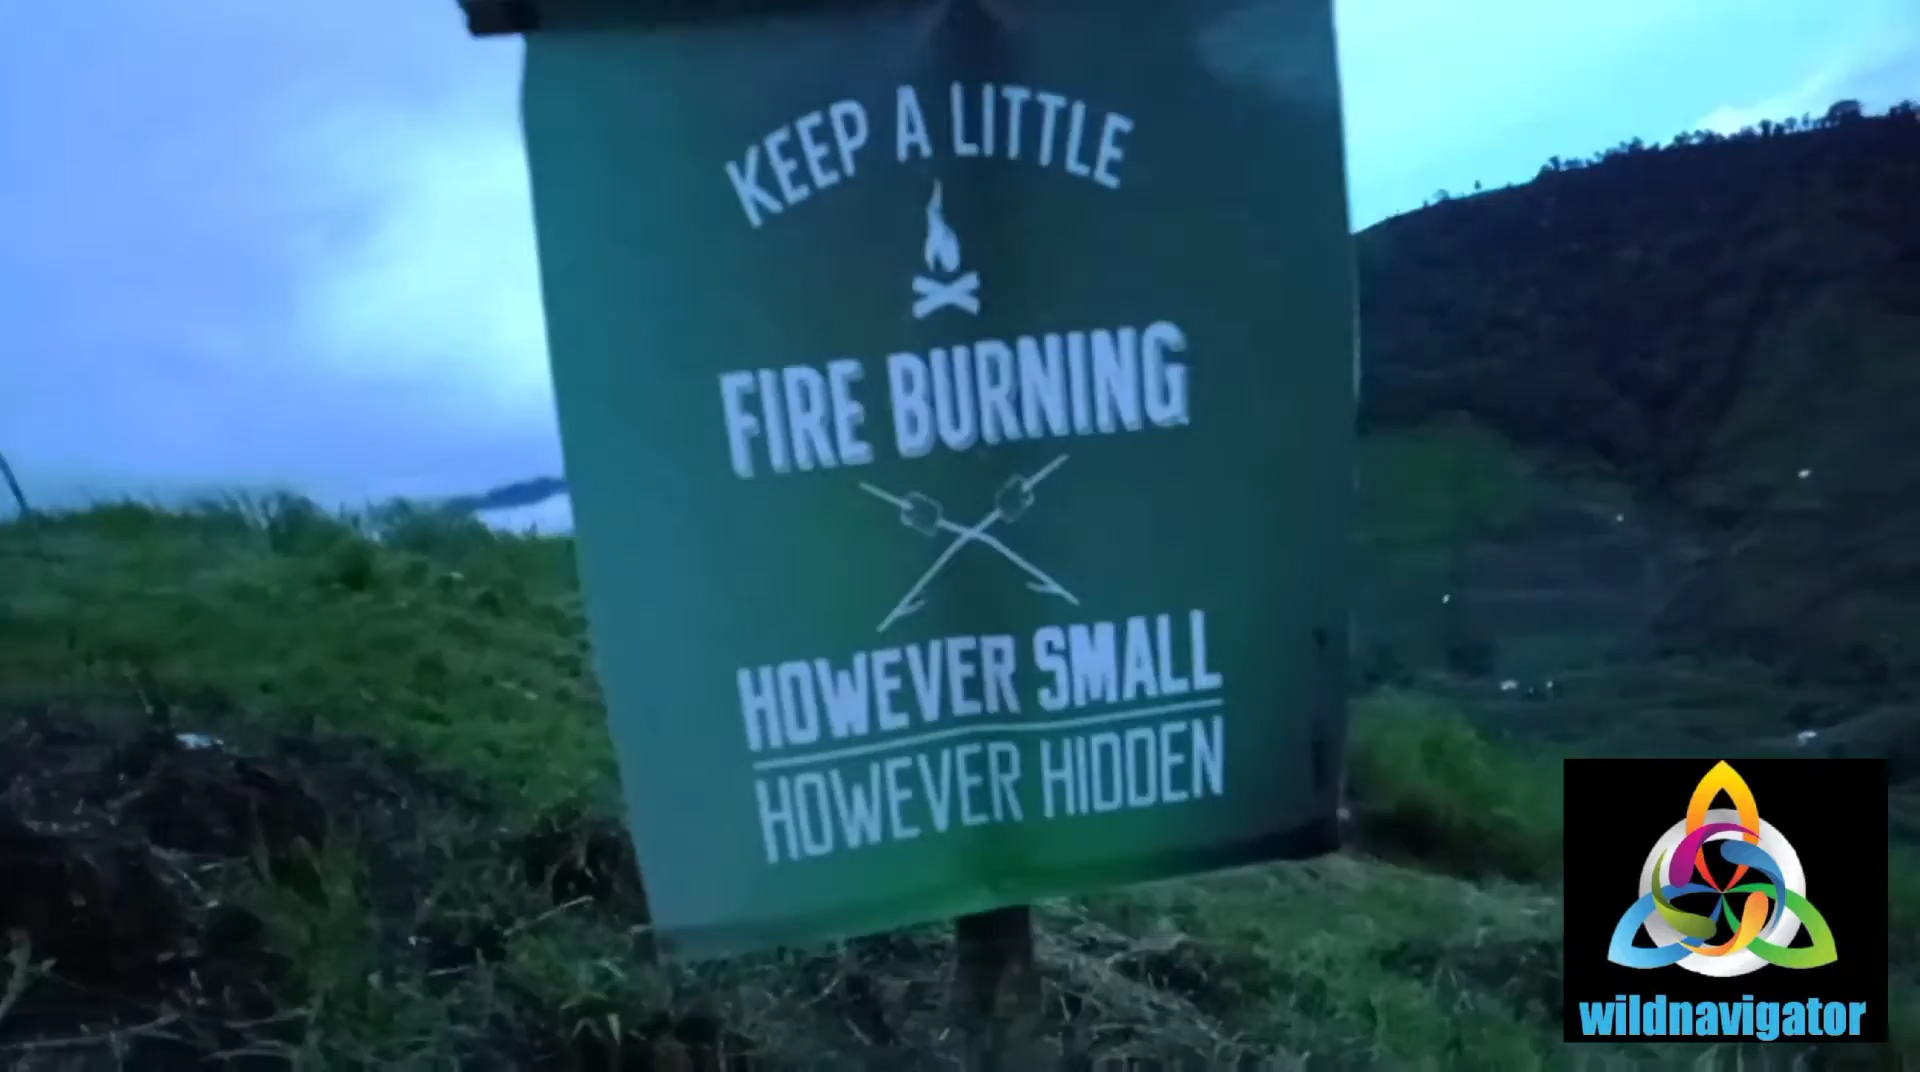 KEEP A LITTLE
FIRE BURNING
HOWEVER SMALL
HOWEVER HIDDEN
wildnavigator